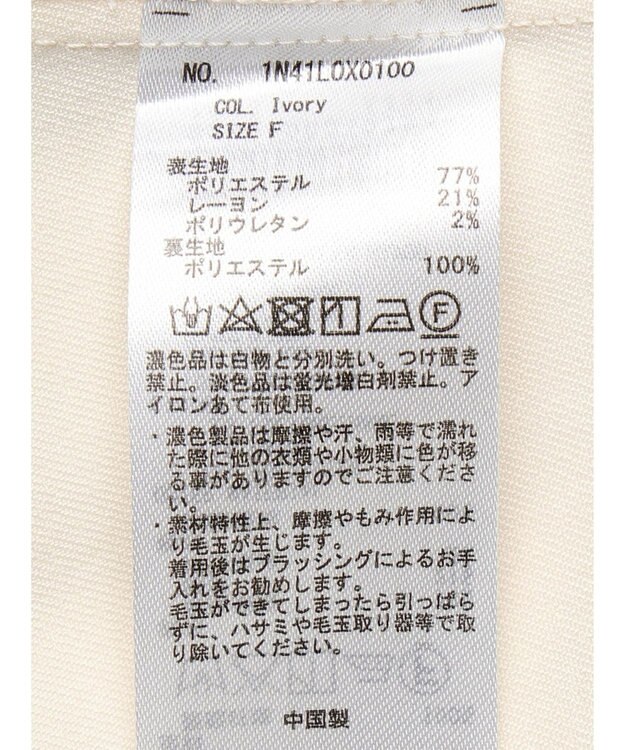 NO. 1N41L0X0100
COL. Ivory
SIZE F
表生地
ポリエステル 77%
レーヨン 21%
ポリウレタン 2%
裏生地
ポリエステル 100%
F
濃色品は白物と分別洗い。つけ置き
禁止。淡色品は蛍光増白剤禁止。ア
イロンあて布使用。
・濃色製品は摩擦や汗、雨等で濡れ
た際に他の衣類や小物類に色が移
る事がありますのでご注意くださ
い。
・素材特性上、摩擦やもみ作用によ
り毛玉が生じます。
着用後はブラッシングによるお手
入れをお勧めします。
毛玉ができてしまったら引っぱら
ずに、ハサミや毛玉取り器等で取
り除いてください。
中国製